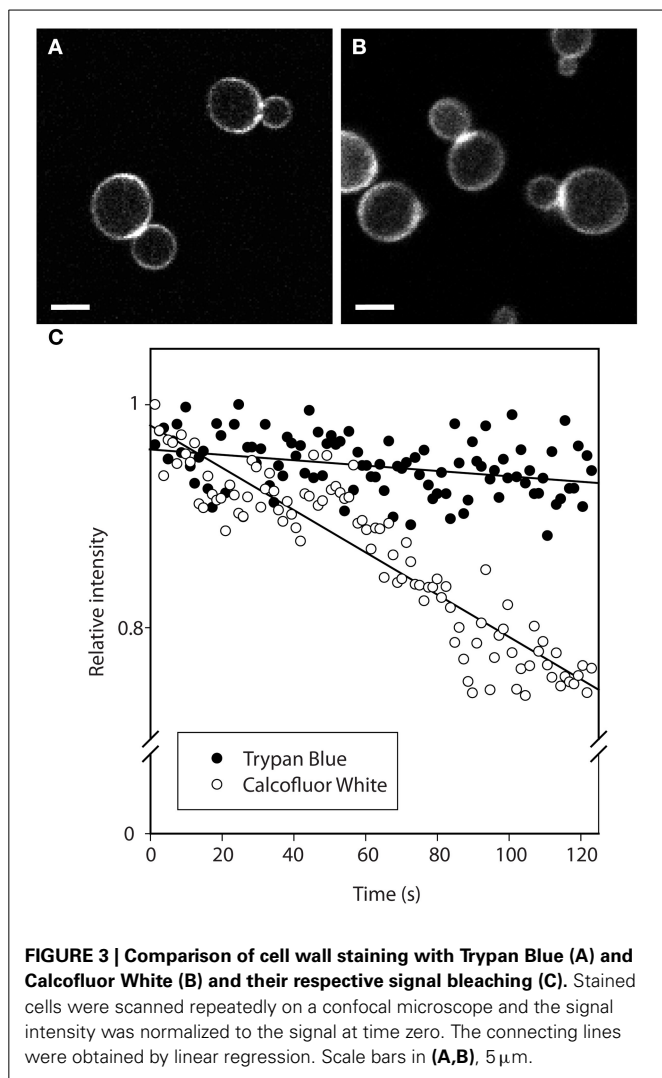 A
B
C
1
0.8
0
Relative intensity
Trypan Blue
Calcofluor White
0
20
40
60
80
100
120
Time (s)
FIGURE 3 | Comparison of cell wall staining with Trypan Blue (A) and
Calcofluor White (B) and their respective signal bleaching (C). Stained
cells were scanned repeatedly on a confocal microscope and the signal
intensity was normalized to the signal at time zero. The connecting lines
were obtained by linear regression. Scale bars in (A,B), 5 μm.